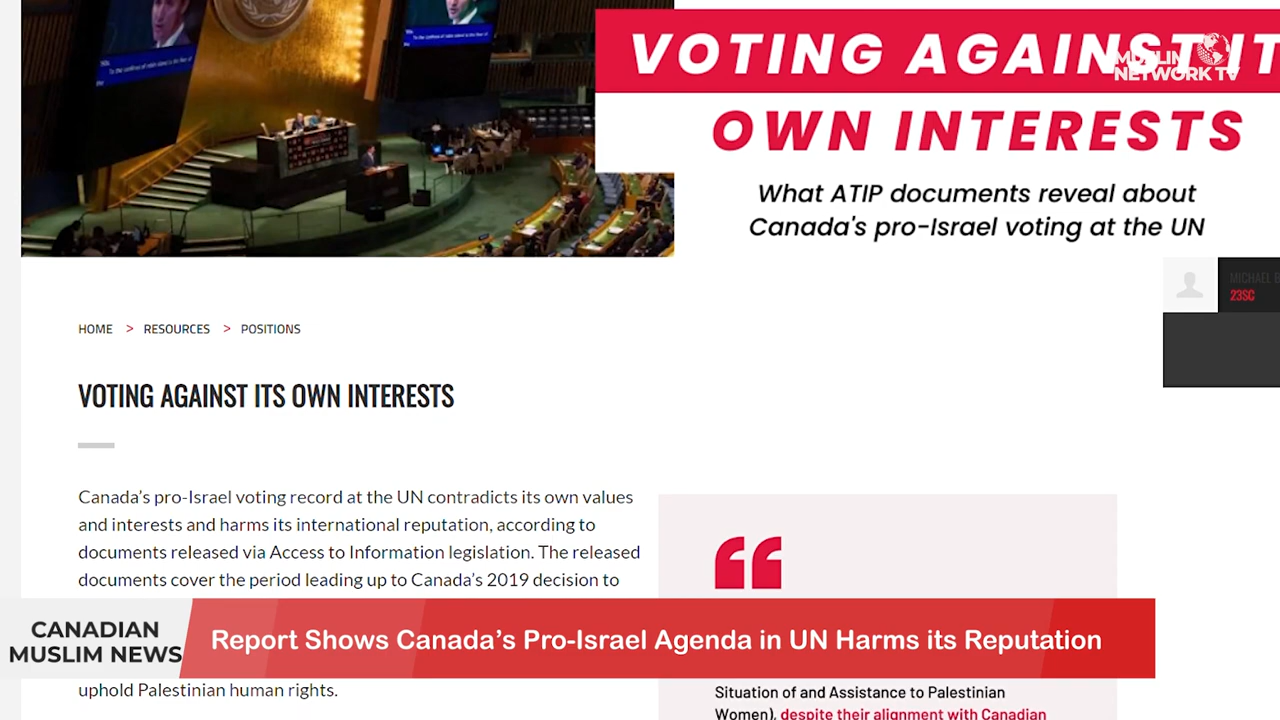 VOTING AGAINST IT
MUSLIM
NETWORK TV
OWN INTERESTS
What ATIP documents reveal about
Canada's pro-Israel voting at the UN
MICHAEL
23SC
HOME > RESOURCES > POSITIONS
VOTING AGAINST ITS OWN INTERESTS
Canada's pro-Israel voting record at the UN contradicts its own values
and interests and harms its international reputation, according to
documents released via Access to Information legislation. The released
documents cover the period leading up to Canada's 2019 decision to
CANADIAN
MUSLIM NEWS
Report Shows Canada's Pro-Israel Agenda in UN Harms its Reputation
uphold Palestinian human rights.
Situation of and Assistance to Palestinian
Women), despite their alignment with Canadian